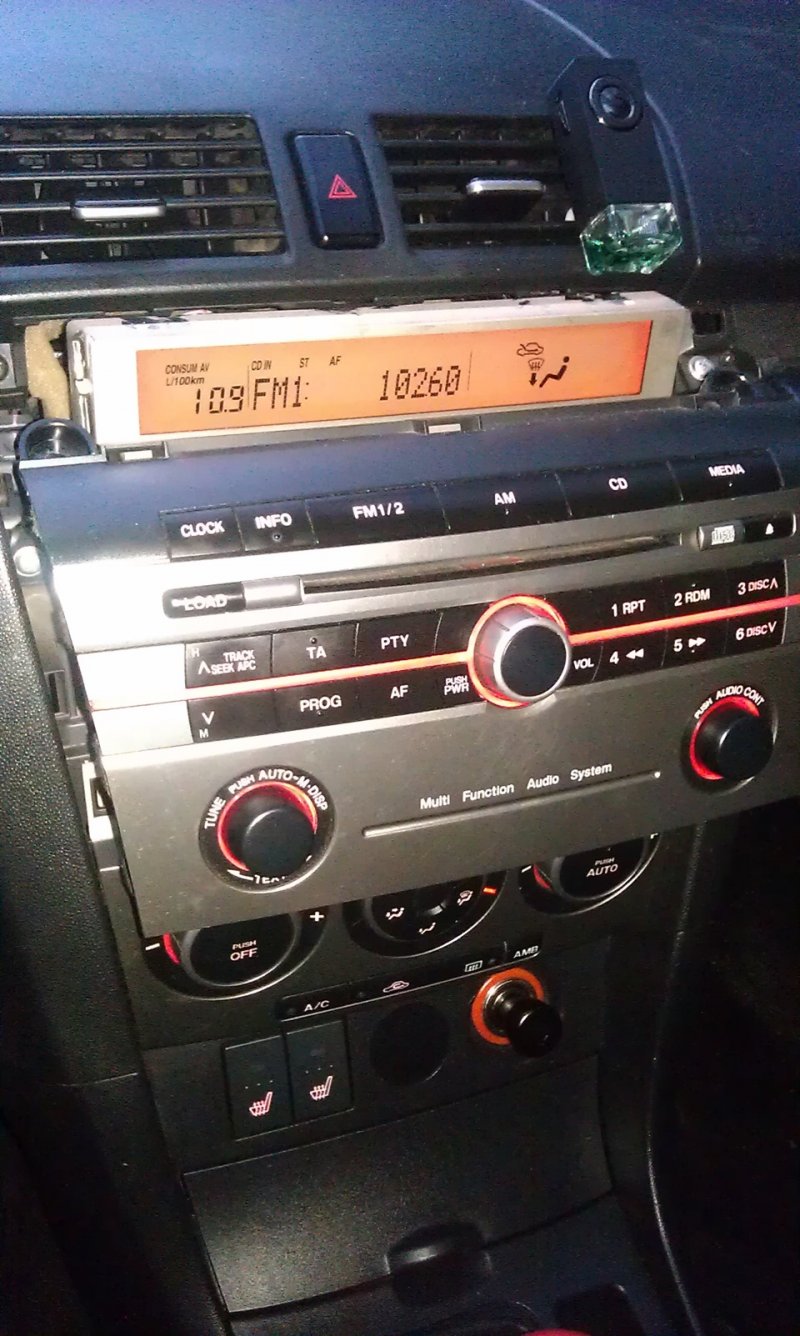 CONSUM AV CD IN ST AF
L/100km
10.9 FM1: 10260
CLOCK INFO FM1/2 AM CD MEDIA
LOAD
TRACK TA PTY 1 RPT 2 RDM 3 DISC∧
∧ SEEK APC
VOL 4 ◀◀ 5 ▶▶ 6 DISC∨
∨ PROG AF PUSH PWR
M
PUSH AUDIO CONT
TUNE PUSH AUTO-M·DISP
Multi Function Audio System
PUSH
AUTO
+
PUSH
OFF
A/C AMB